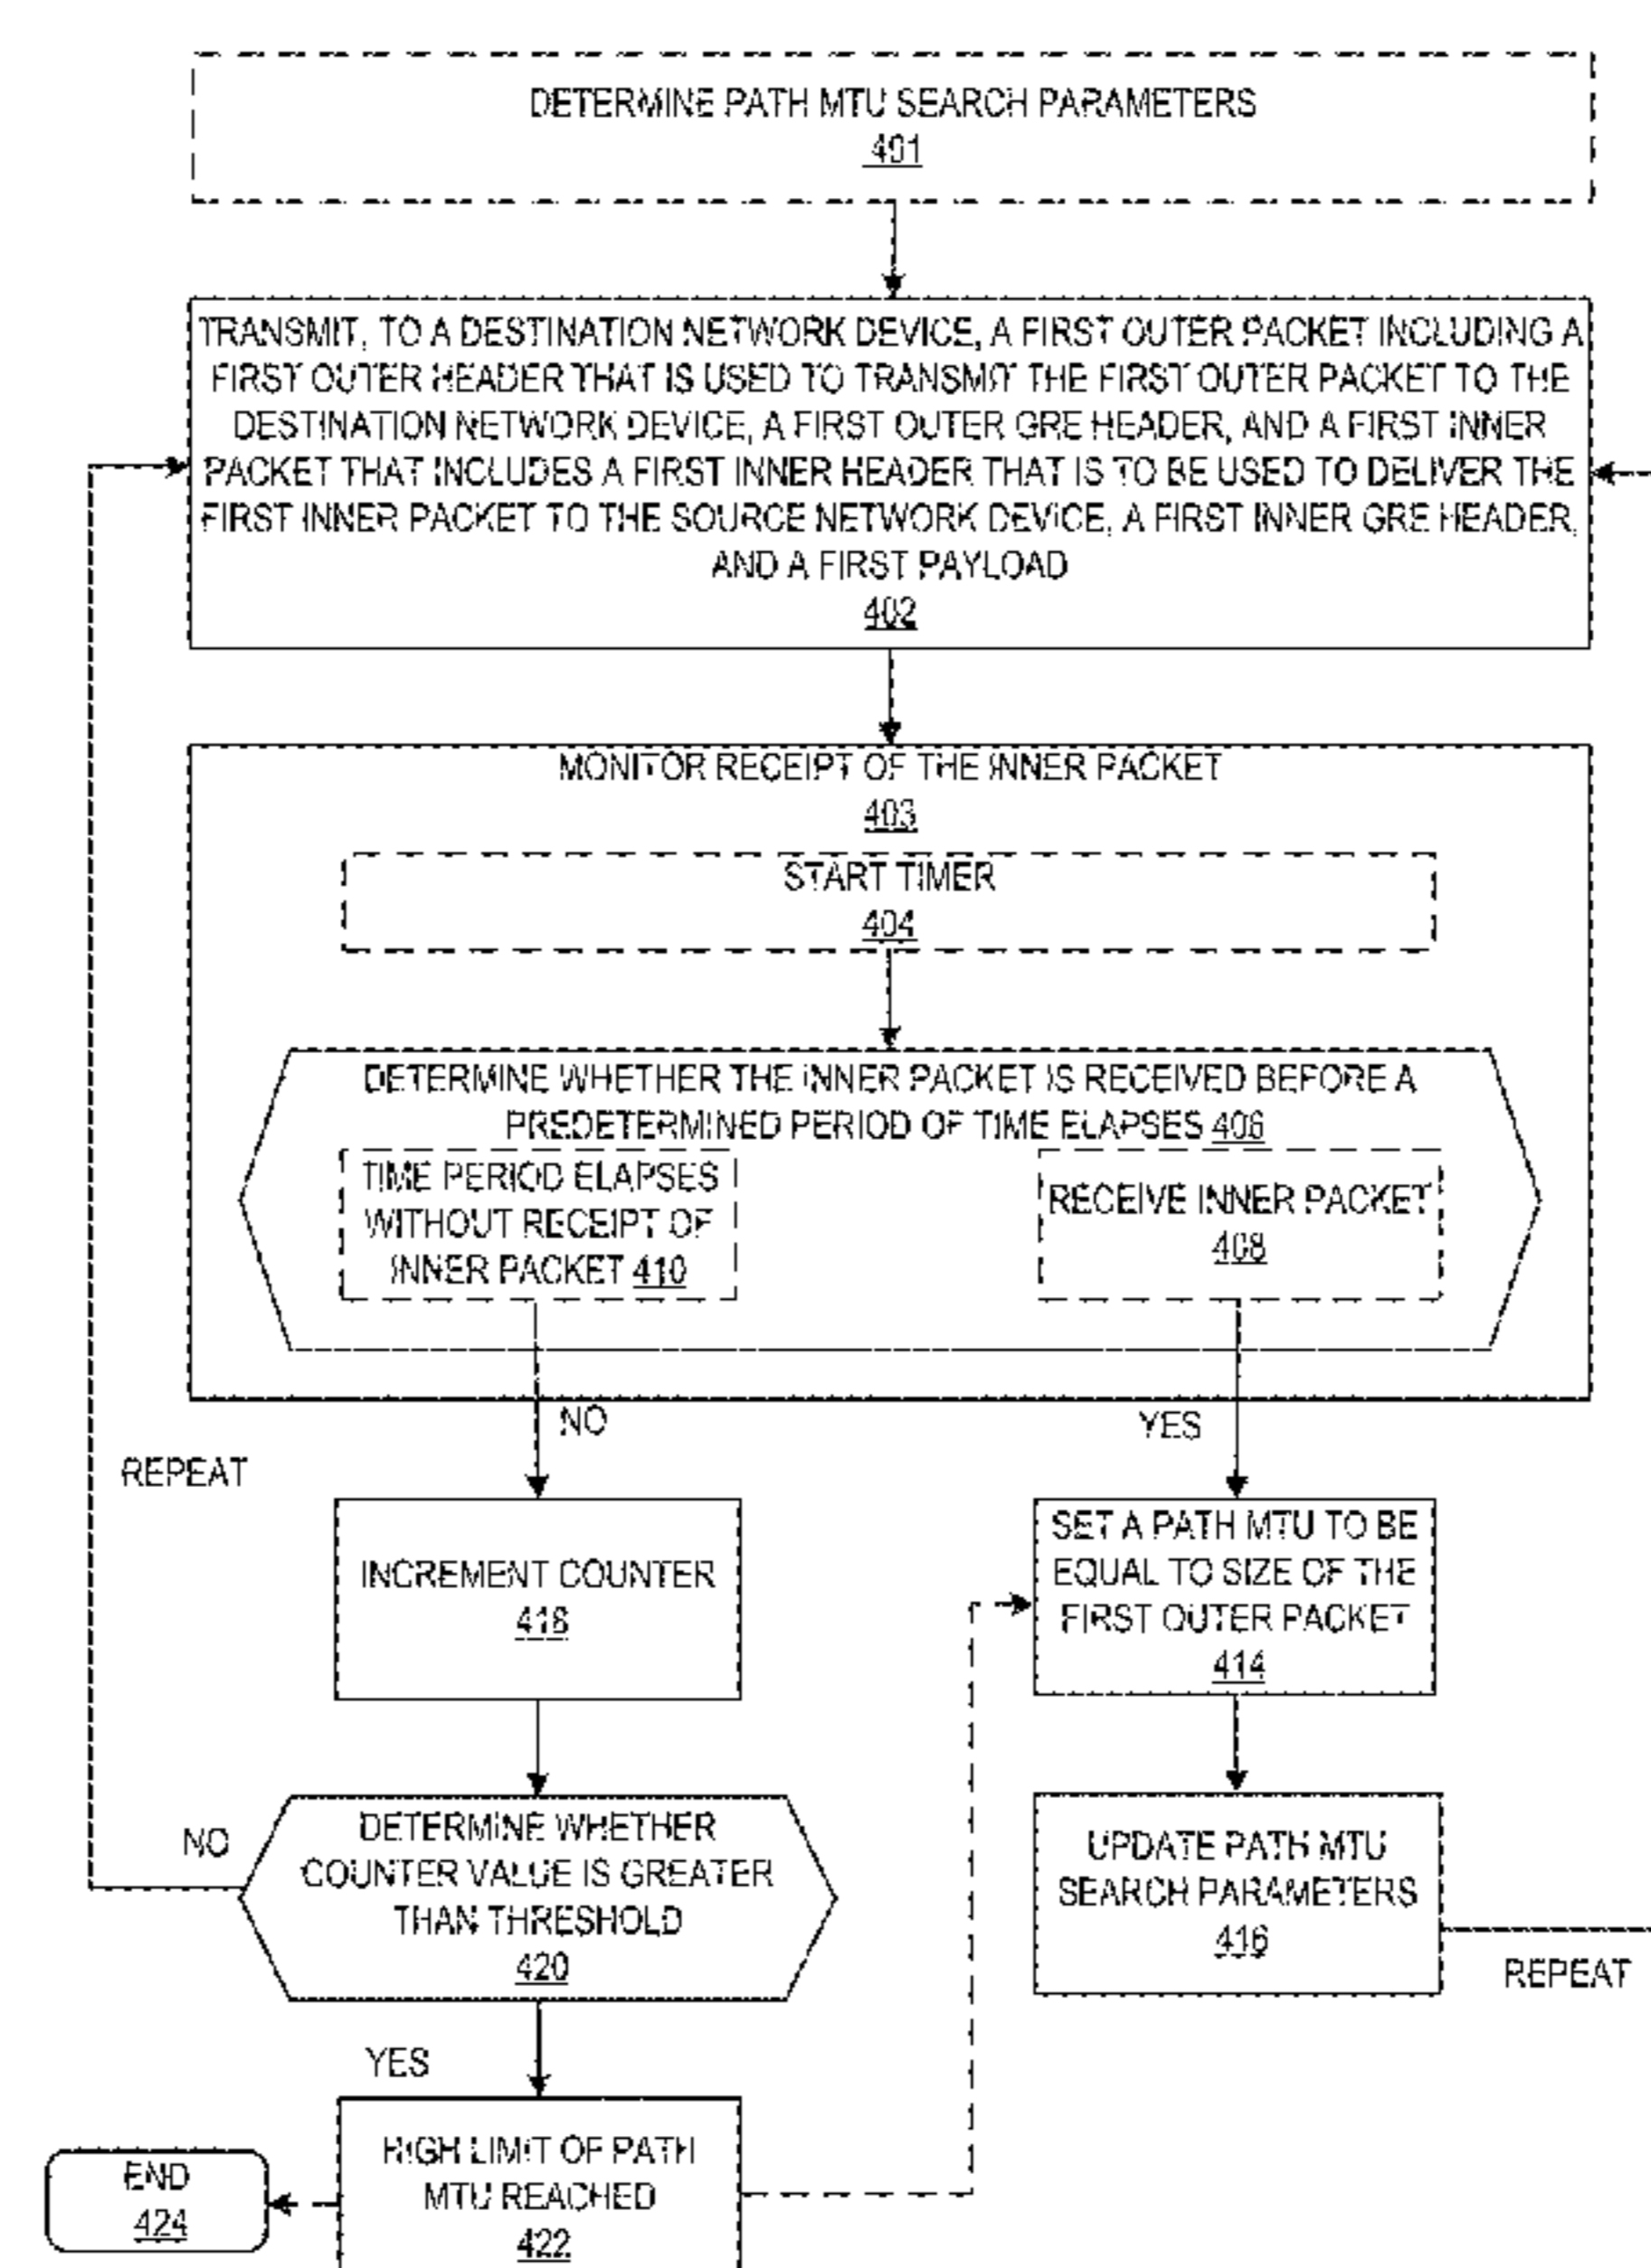 DETERMINE PATH MTU SEARCH PARAMETERS
401
TRANSMIT, TO A DESTINATION NETWORK DEVICE, A FIRST OUTER PACKET INCLUDING A
FIRST OUTER HEADER THAT IS USED TO TRANSMIT THE FIRST OUTER PACKET TO THE
DESTINATION NETWORK DEVICE, A FIRST OUTER GRE HEADER, AND A FIRST INNER
PACKET THAT INCLUDES A FIRST INNER HEADER THAT IS TO BE USED TO DELIVER THE
FIRST INNER PACKET TO THE SOURCE NETWORK DEVICE, A FIRST INNER GRE HEADER,
AND A FIRST PAYLOAD
402
MONITOR RECEIPT OF THE INNER PACKET
403
START TIMER
404
DETERMINE WHETHER THE INNER PACKET IS RECEIVED BEFORE A
PREDETERMINED PERIOD OF TIME ELAPSES 406
TIME PERIOD ELAPSES
WITHOUT RECEIPT OF
INNER PACKET 410
RECEIVE INNER PACKET
408
NO
YES
REPEAT
INCREMENT COUNTER
418
SET A PATH MTU TO BE
EQUAL TO SIZE OF THE
FIRST OUTER PACKET
414
NO
DETERMINE WHETHER
COUNTER VALUE IS GREATER
THAN THRESHOLD
420
UPDATE PATH MTU
SEARCH PARAMETERS
416
REPEAT
YES
HIGH LIMIT OF PATH
MTU REACHED
422
END
424